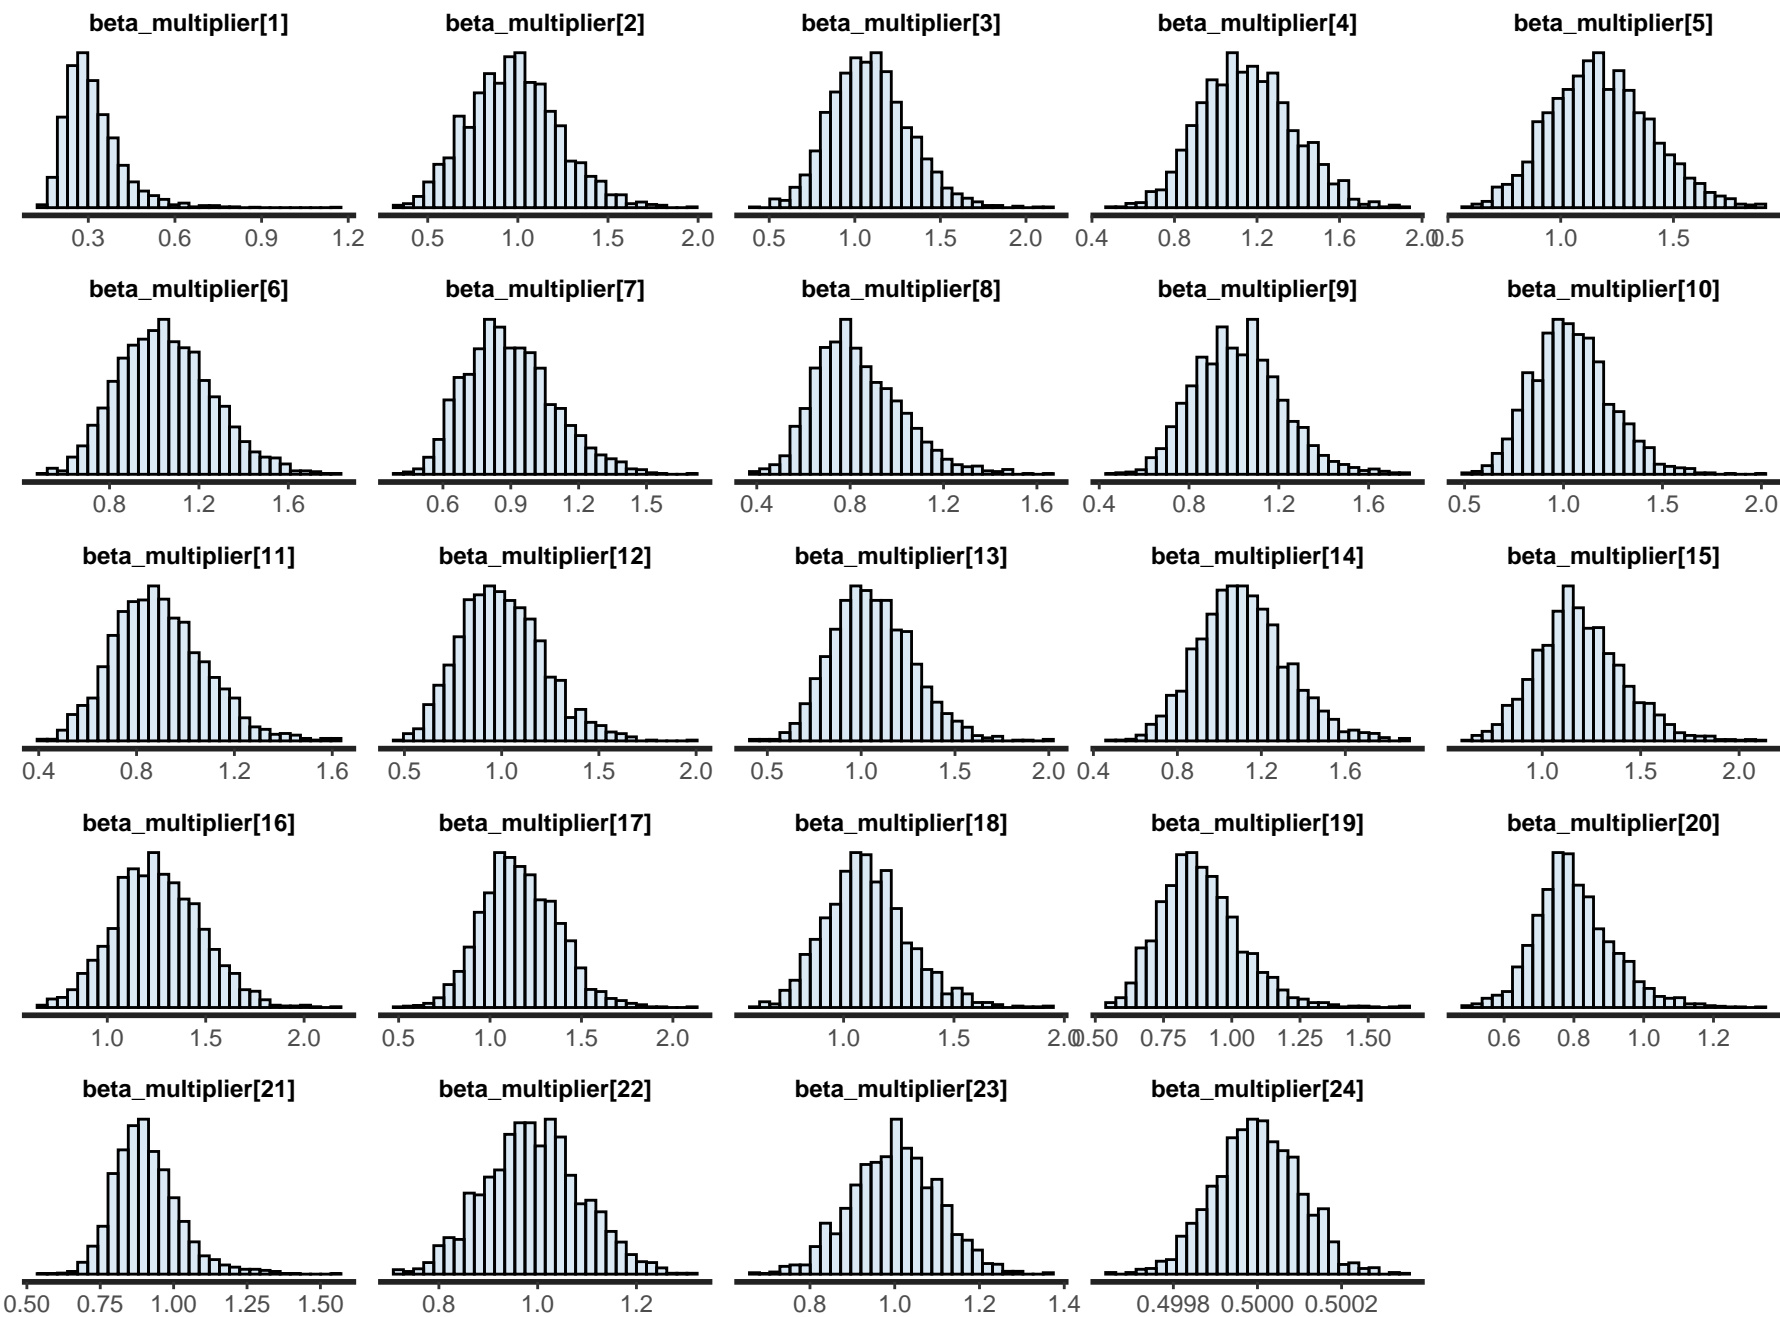 beta_multiplier[1] beta_multiplier[2] beta_multiplier[3] beta_multiplier[4] beta_multiplier[5]
0.3 0.6 0.9 1.2 0.5 1.0 1.5 2.0 0.5 1.0 1.5 2.0 0.4 0.8 1.2 1.6 2.0 0.5 1.0 1.5
beta_multiplier[6] beta_multiplier[7] beta_multiplier[8] beta_multiplier[9] beta_multiplier[10]
0.8 1.2 1.6 0.6 0.9 1.2 1.5 0.4 0.8 1.2 1.6 0.4 0.8 1.2 1.6 0.5 1.0 1.5 2.0
beta_multiplier[11] beta_multiplier[12] beta_multiplier[13] beta_multiplier[14] beta_multiplier[15]
0.4 0.8 1.2 1.6 0.5 1.0 1.5 2.0 0.5 1.0 1.5 2.0 0.4 0.8 1.2 1.6 1.0 1.5 2.0
beta_multiplier[16] beta_multiplier[17] beta_multiplier[18] beta_multiplier[19] beta_multiplier[20]
1.0 1.5 2.0 0.5 1.0 1.5 2.0 1.0 1.5 2.0 0.50 0.75 1.00 1.25 1.50 0.6 0.8 1.0 1.2
beta_multiplier[21] beta_multiplier[22] beta_multiplier[23] beta_multiplier[24]
0.50 0.75 1.00 1.25 1.50 0.8 1.0 1.2 0.8 1.0 1.2 1.4 0.4998 0.5000 0.5002